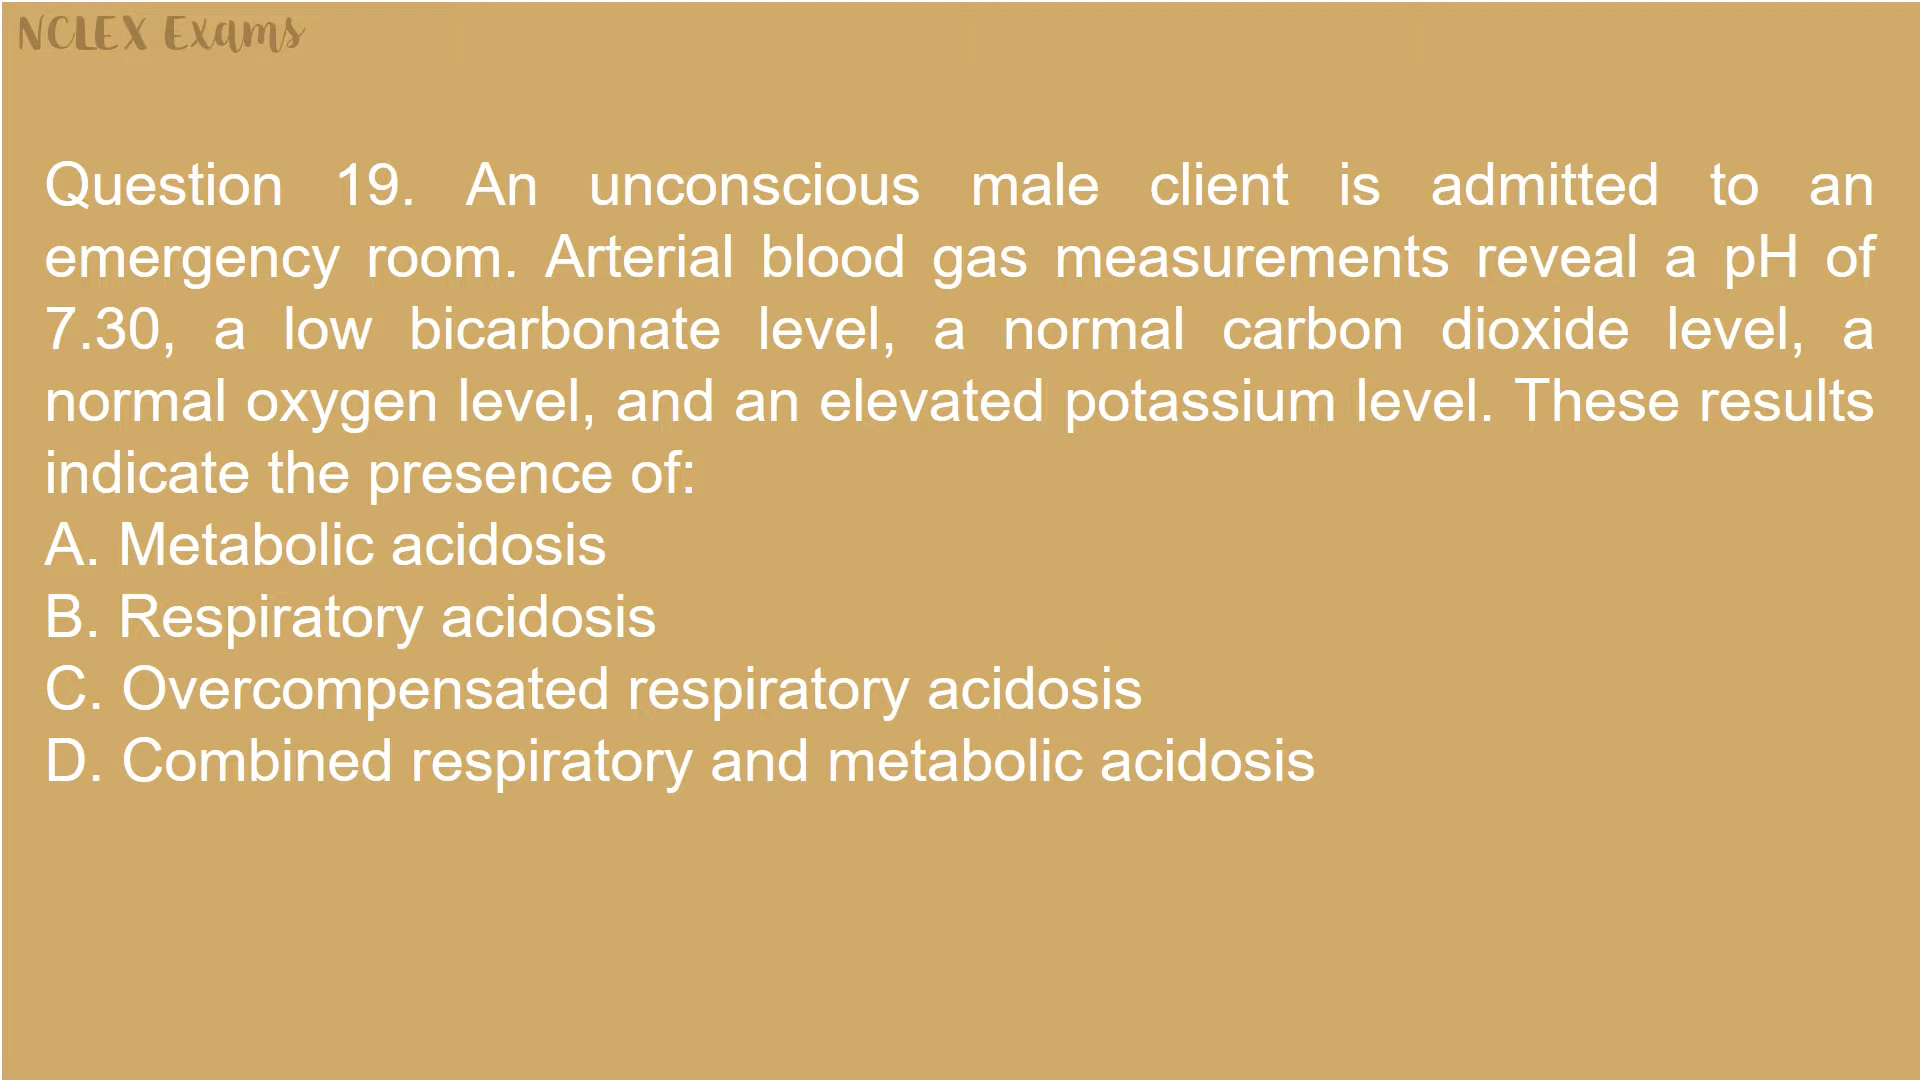 NCLEX Exams
Question 19. An unconscious male client is admitted to an
emergency room. Arterial blood gas measurements reveal a pH of
7.30, a low bicarbonate level, a normal carbon dioxide level, a
normal oxygen level, and an elevated potassium level. These results
indicate the presence of:
A. Metabolic acidosis
B. Respiratory acidosis
C. Overcompensated respiratory acidosis
D. Combined respiratory and metabolic acidosis